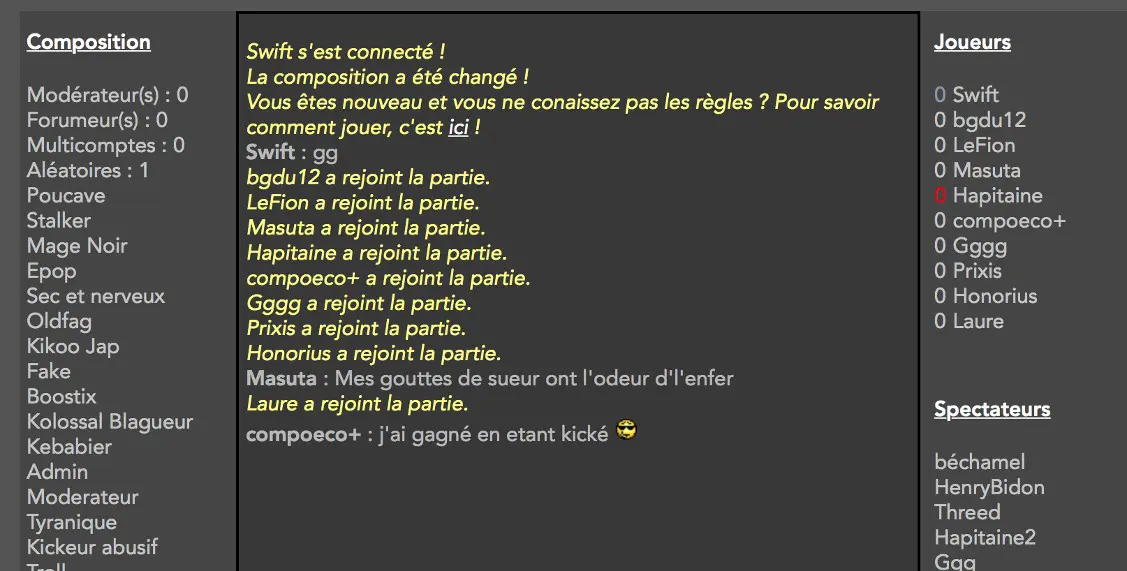 Composition
Modérateur(s) : 0
Forumeur(s) : 0
Multicomptes : 0
Aléatoires : 1
Poucave
Stalker
Mage Noir
Epop
Sec et nerveux
Oldfag
Kikoo Jap
Fake
Boostix
Kolossal Blagueur
Kebabier
Admin
Moderateur
Tyranique
Kickeur abusif
Troll
Swift s'est connecté !
La composition a été changé !
Vous êtes nouveau et vous ne conaissez pas les règles ? Pour savoir
comment jouer, c'est ici !
Swift : gg
bgdu12 a rejoint la partie.
LeFion a rejoint la partie.
Masuta a rejoint la partie.
Hapitaine a rejoint la partie.
compoeco+ a rejoint la partie.
Gggg a rejoint la partie.
Prixis a rejoint la partie.
Honorius a rejoint la partie.
Masuta : Mes gouttes de sueur ont l'odeur d'l'enfer
Laure a rejoint la partie.
compoeco+ : j'ai gagné en etant kické
Joueurs
0 Swift
0 bgdu12
0 LeFion
0 Masuta
0 Hapitaine
0 compoeco+
0 Gggg
0 Prixis
0 Honorius
0 Laure
Spectateurs
béchamel
HenryBidon
Threed
Hapitaine2
Ggg